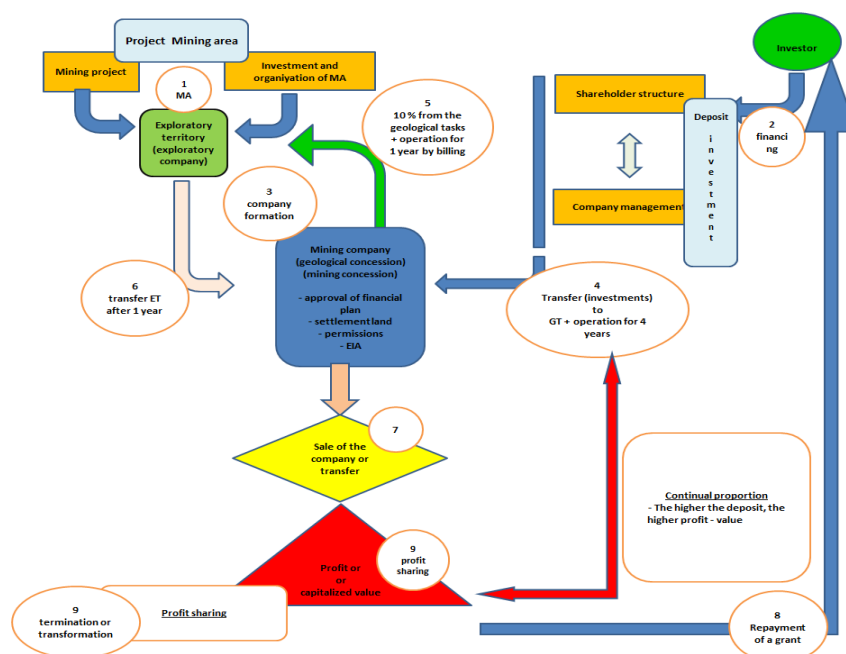 Project Mining area
Mining project
Investment and
organiyation of MA
1
MA
Exploratory
territory
(exploratory
company)
5
10 % from the
geological tasks
+ operation for
1 year by billing
Investor
Shareholder structure
Deposit
i
n
v
e
s
t
m
e
n
t
2
financi
ng
Company management
3
company
formation
Mining company
(geological concession)
(mining concession)
- approval of financial
plan
- settlement land
- permissions
- EIA
6
transfer ET
after 1 year
4
Transfer (investments)
to
GT + operation for 4
years
7
Sale of the
company or
transfer
Continual proportion
- The higher the deposit, the
higher profit - value
9
profit
sharing
Profit or
or
capitalized value
9
termination or
transformation
Profit sharing
8
Repayment
of a grant